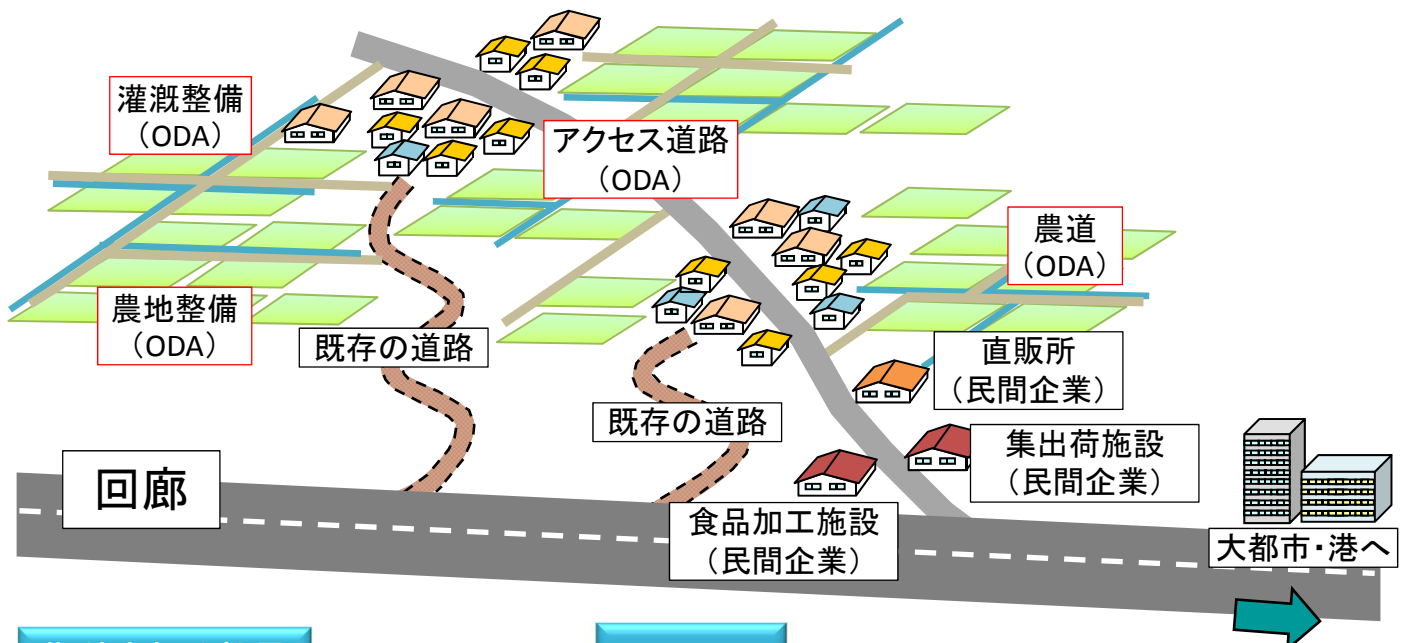 灌漑整備
（ODA）
アクセス道路
（ODA）
農道
（ODA）
農地整備
（ODA）
既存の道路
直販所
（民間企業）
既存の道路
集出荷施設
（民間企業）
回廊
食品加工施設
（民間企業）
大都市・港へ